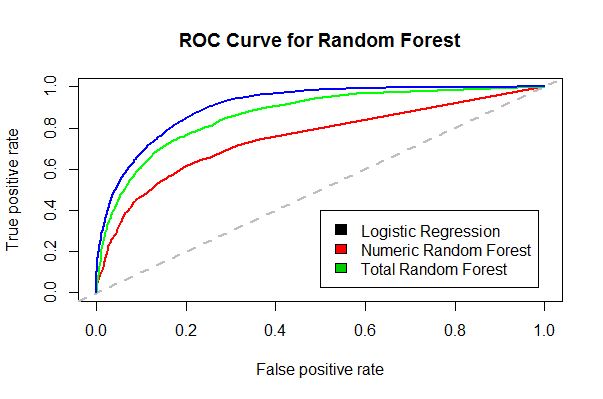 ROC Curve for Random Forest
True positive rate
1.0
0.8
0.6
0.4
0.2
0.0
Logistic Regression
Numeric Random Forest
Total Random Forest
0.0 0.2 0.4 0.6 0.8 1.0
False positive rate